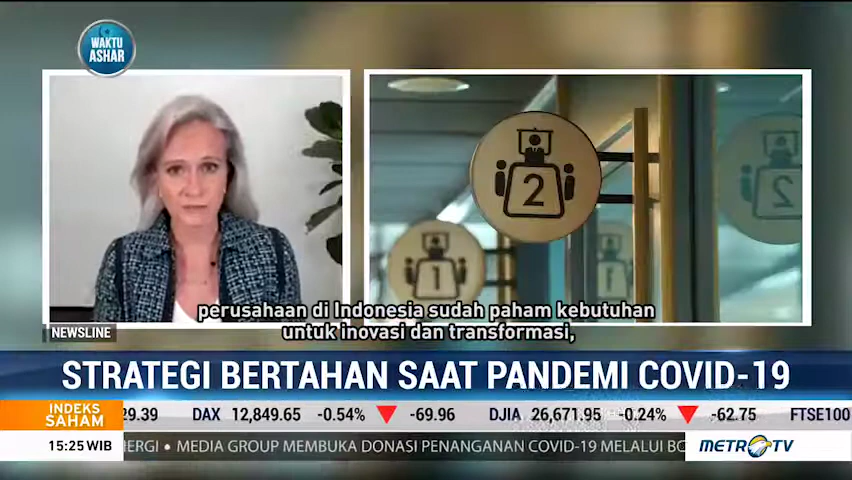 WAKTU
ASHAR
2
1
perusahaan di Indonesia sudah paham kebutuhan
untuk inovasi dan transformasi,
NEWSLINE
STRATEGI BERTAHAN SAAT PANDEMI COVID-19
INDEKS
SAHAM
29.39 DAX 12,849.65 -0.54% -69.96 DJIA 26,671.95 -0.24% -62.75 FTSE100
15:25 WIB
• MEDIA GROUP MEMBUKA DONASI PENANGANAN COVID-19 MELALUI
METRO TV